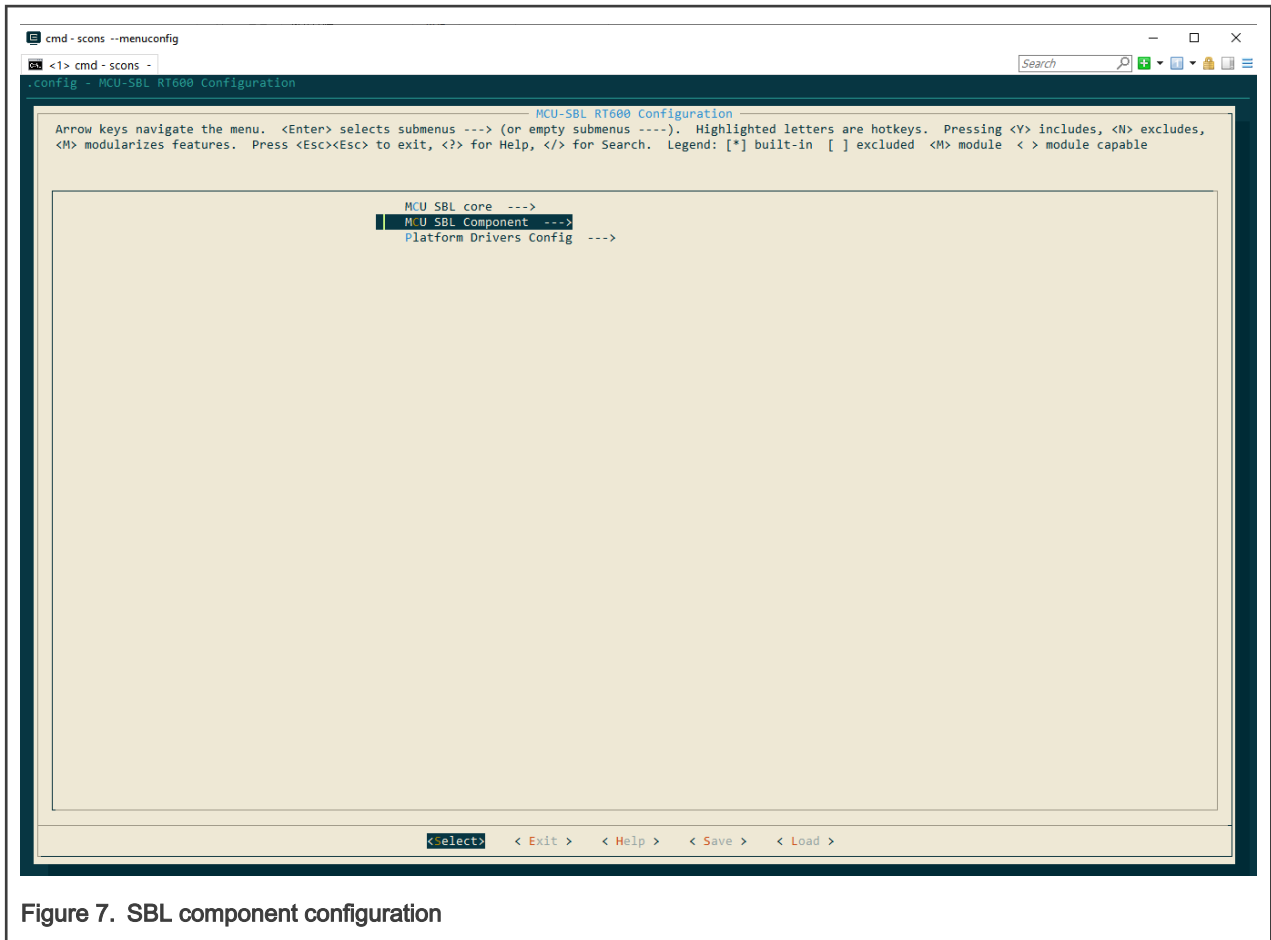 cmd - scons --menuconfig
<1> cmd - scons -
Search
.config - MCU-SBL RT600 Configuration
MCU-SBL RT600 Configuration
Arrow keys navigate the menu. <Enter> selects submenus ---> (or empty submenus ----). Highlighted letters are hotkeys. Pressing <Y> includes, <N> excludes,
<M> modularizes features. Press <Esc><Esc> to exit, <?> for Help, </> for Search. Legend: [*] built-in [ ] excluded <M> module < > module capable
MCU SBL core --->
MCU SBL Component --->
Platform Drivers Config --->
<Select> < Exit > < Help > < Save > < Load >
Figure 7. SBL component configuration